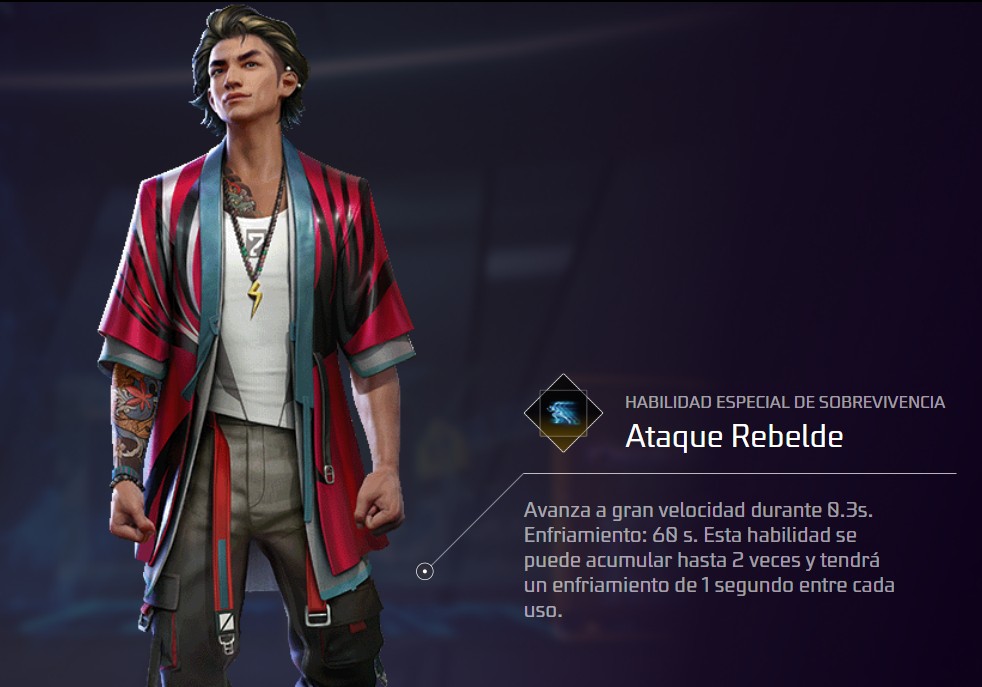 HABILIDAD ESPECIAL DE SOBREVIVENCIA
Ataque Rebelde
Avanza a gran velocidad durante 0.3s.
Enfriamiento: 60 s. Esta habilidad se
puede acumular hasta 2 veces y tendrá
un enfriamiento de 1 segundo entre cada
uso.